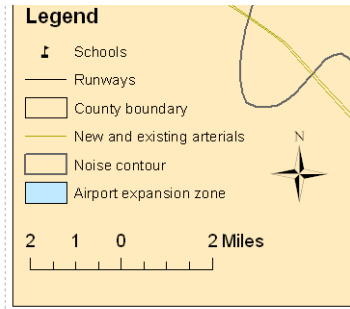 Legend
Schools
Runways
County boundary
New and existing arterials
Noise contour
Airport expansion zone
N
2 1 0 2 Miles